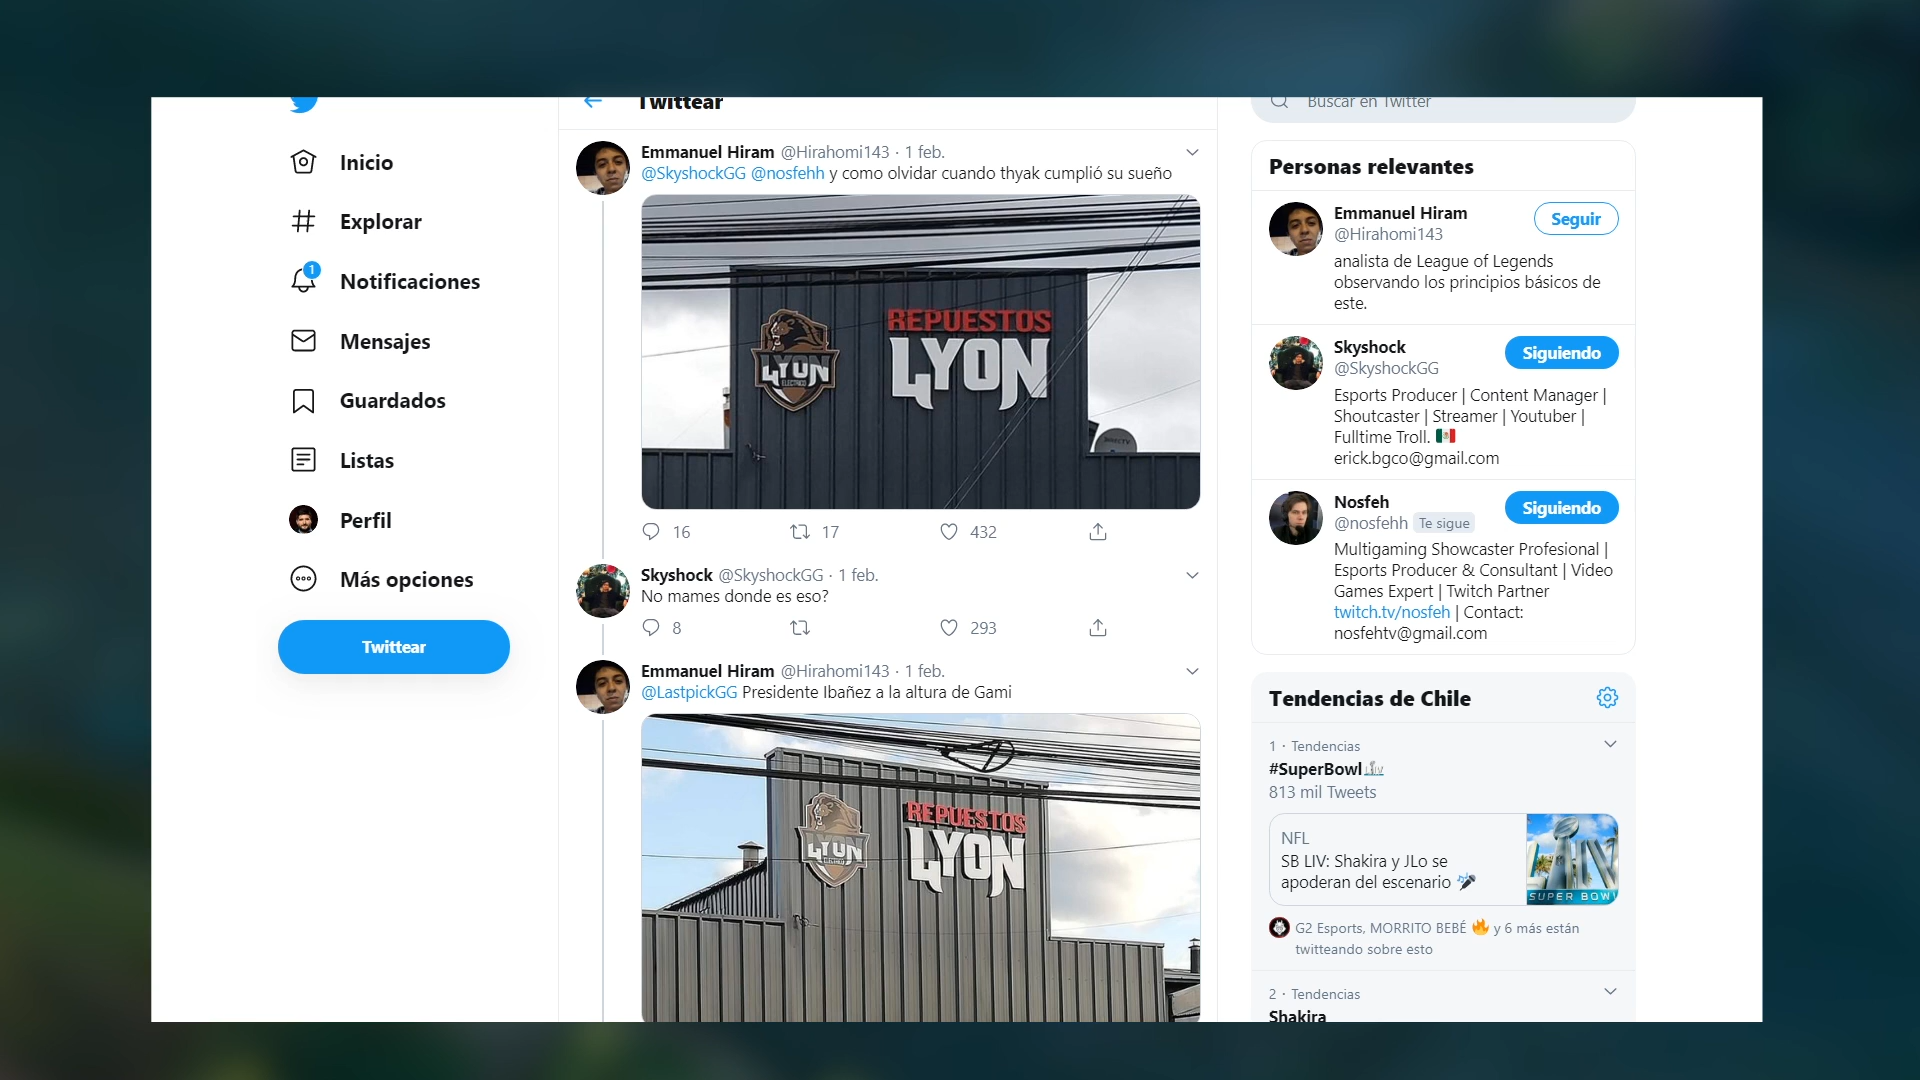 Inicio
Explorar
1
Notificaciones
Mensajes
Guardados
Listas
Perfil
Más opciones
Twittear
Twittear
Emmanuel Hiram @Hirahomi143 · 1 feb.
@SkyshockGG @nosfehh y como olvidar cuando thyak cumplió su sueño
LYON
ELECTRICO
REPUESTOS
LYON
DIRECTV
16 17 432
Skyshock @SkyshockGG · 1 feb.
No mames donde es eso?
8 293
Emmanuel Hiram @Hirahomi143 · 1 feb.
@LastpickGG Presidente Ibañez a la altura de Gami
LYON
ELECTRICO
REPUESTOS
LYON
Buscar en Twitter
Personas relevantes
Emmanuel Hiram
@Hirahomi143
Seguir
analista de League of Legends
observando los principios básicos de
este.
Skyshock
@SkyshockGG
Siguiendo
Esports Producer | Content Manager |
Shoutcaster | Streamer | Youtuber |
Fulltime Troll. 🇲🇽
erick.bgco@gmail.com
Nosfeh
@nosfehh Te sigue
Siguiendo
Multigaming Showcaster Profesional |
Esports Producer & Consultant | Video
Games Expert | Twitch Partner
twitch.tv/nosfeh | Contact:
nosfehtv@gmail.com
Tendencias de Chile
1 · Tendencias
#SuperBowl
813 mil Tweets
NFL
SB LIV: Shakira y JLo se
apoderan del escenario 🎤
LIV
SUPER BOWL
G2 Esports, MORRITO BEBÉ 🔥 y 6 más están
twitteando sobre esto
2 · Tendencias
Shakira